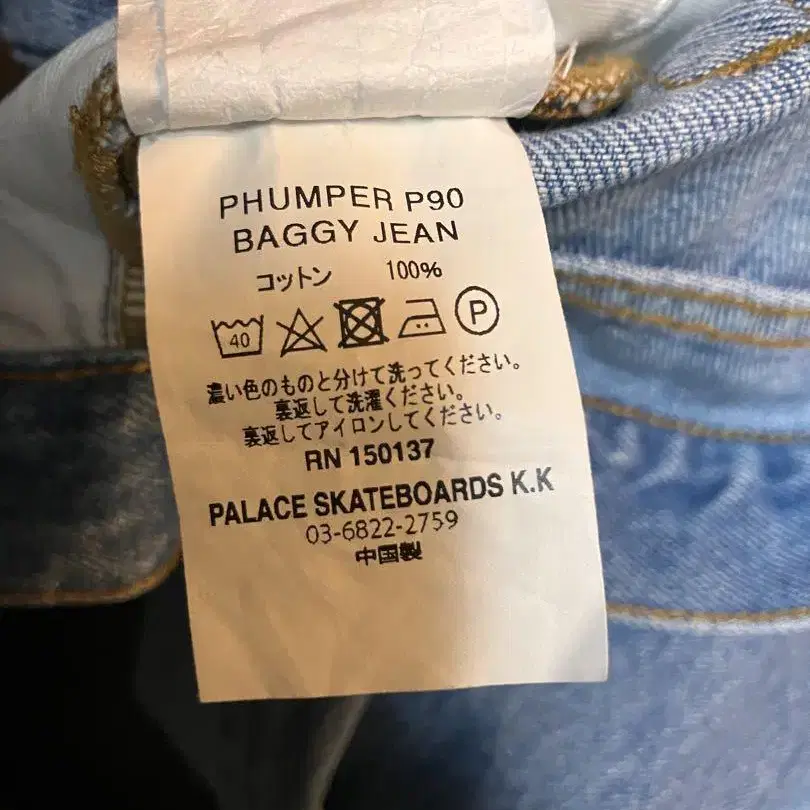 PHUMPER P90
BAGGY JEAN
コットン 100%
40 P
濃い色のものと分けて洗ってください。
裏返して洗濯ください。
裏返してアイロンしてください。
RN 150137
PALACE SKATEBOARDS K.K
03-6822-2759
中国製